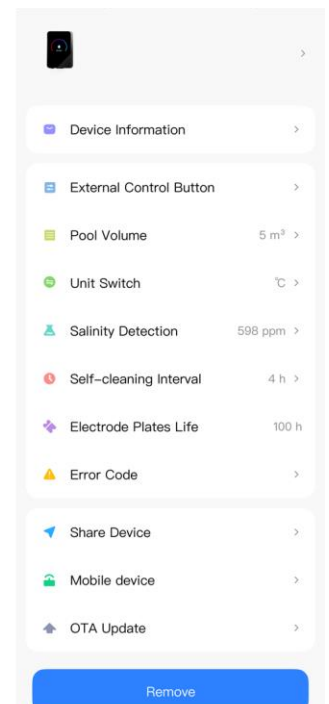 Device Information
External Control Button
Pool Volume 5 m³
Unit Switch ℃
Salinity Detection 598 ppm
Self-cleaning Interval 4 h
Electrode Plates Life 100 h
Error Code
Share Device
Mobile device
OTA Update
Remove